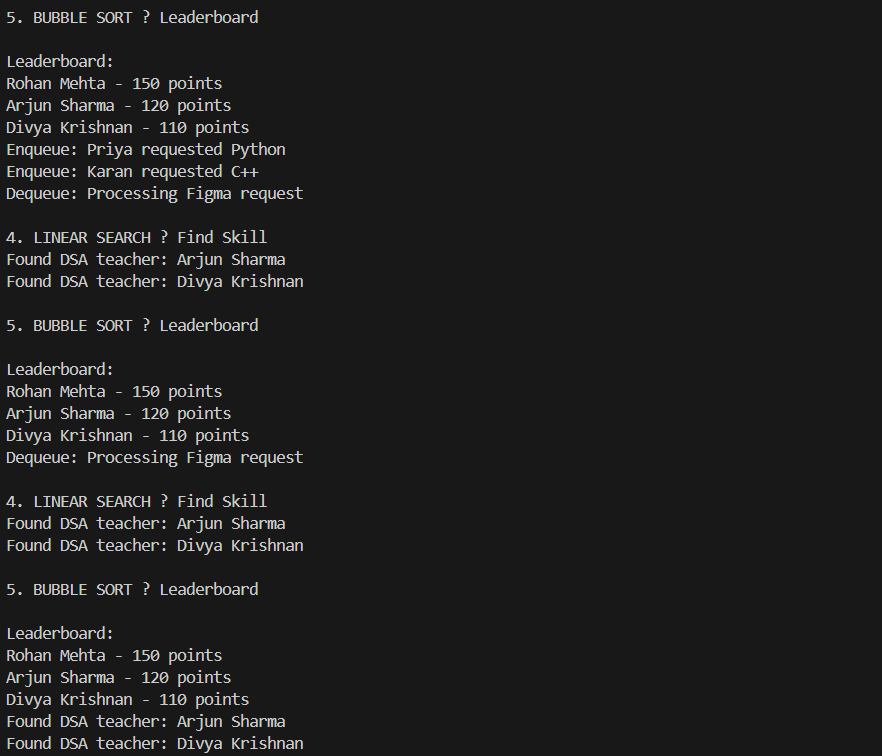 5. BUBBLE SORT ? Leaderboard
Leaderboard:
Rohan Mehta - 150 points
Arjun Sharma - 120 points
Divya Krishnan - 110 points
Enqueue: Priya requested Python
Enqueue: Karan requested C++
Dequeue: Processing Figma request
4. LINEAR SEARCH ? Find Skill
Found DSA teacher: Arjun Sharma
Found DSA teacher: Divya Krishnan
5. BUBBLE SORT ? Leaderboard
Leaderboard:
Rohan Mehta - 150 points
Arjun Sharma - 120 points
Divya Krishnan - 110 points
Dequeue: Processing Figma request
4. LINEAR SEARCH ? Find Skill
Found DSA teacher: Arjun Sharma
Found DSA teacher: Divya Krishnan
5. BUBBLE SORT ? Leaderboard
Leaderboard:
Rohan Mehta - 150 points
Arjun Sharma - 120 points
Divya Krishnan - 110 points
Found DSA teacher: Arjun Sharma
Found DSA teacher: Divya Krishnan